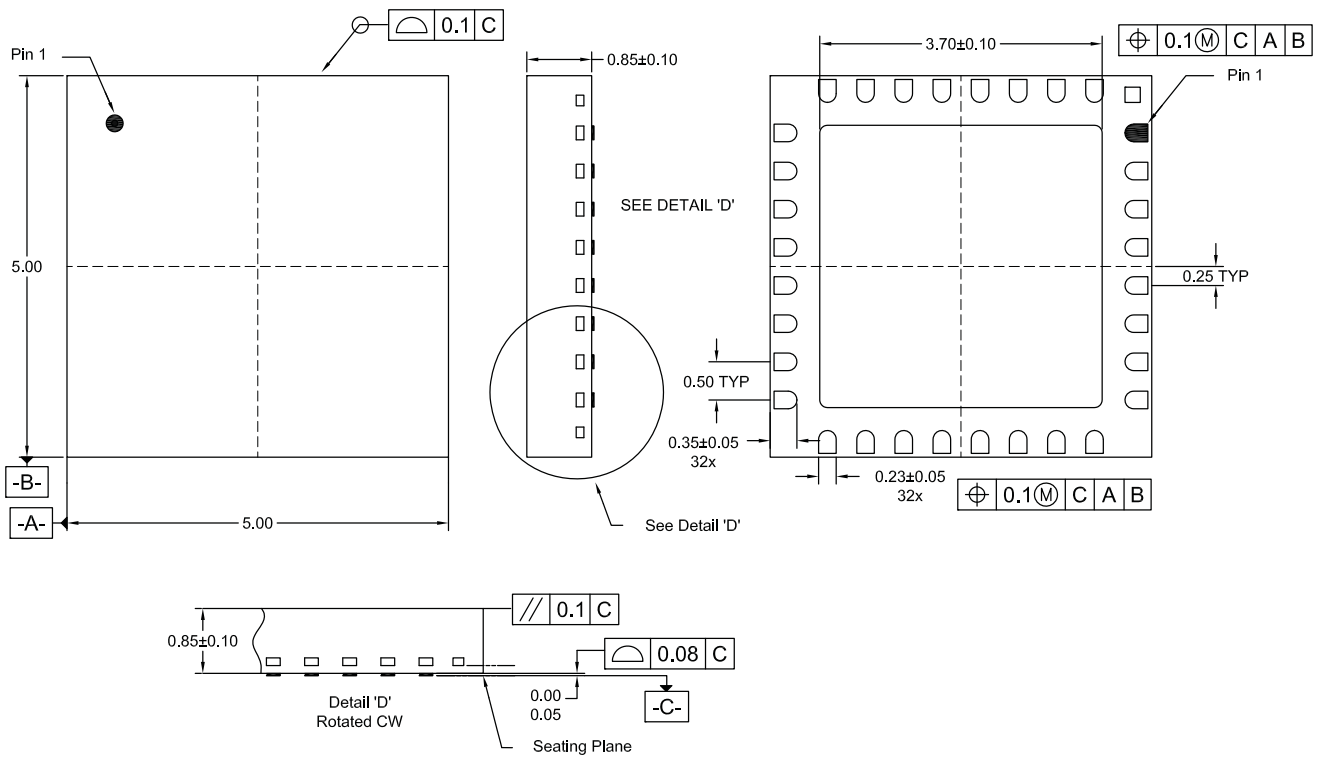 0.1 C
Pin 1
0.85±0.10
3.70±0.10
0.1Ⓜ C A B
Pin 1
SEE DETAIL 'D'
5.00
0.25 TYP
0.50 TYP
0.35±0.05
32x
0.23±0.05
32x
0.1Ⓜ C A B
-B-
-A-
5.00
See Detail 'D'
// 0.1 C
0.85±0.10
0.08 C
Detail 'D'
Rotated CW
0.00
0.05
-C-
Seating Plane